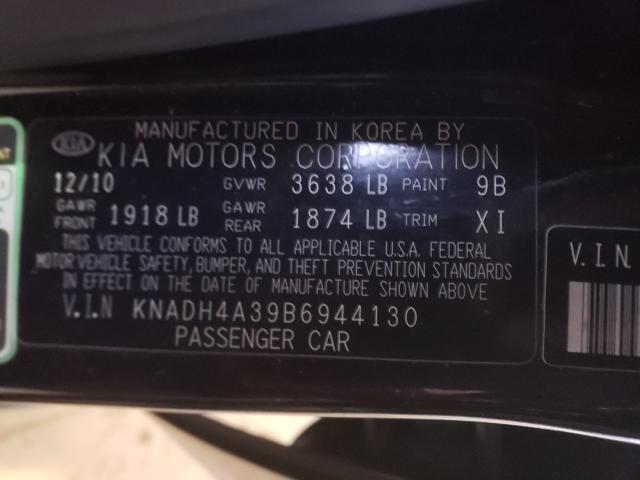 MANUFACTURED IN KOREA BY
KIA KIA MOTORS CORPORATION
12/10 GVWR 3638 LB PAINT 9B
GAWR FRONT 1918 LB GAWR REAR 1874 LB TRIM XI
THIS VEHICLE CONFORMS TO ALL APPLICABLE U.S.A. FEDERAL
MOTOR VEHICLE SAFETY, BUMPER, AND THEFT PREVENTION STANDARDS
IN EFFECT ON THE DATE OF MANUFACTURE SHOWN ABOVE
V.I.N KNADH4A39B6944130
PASSENGER CAR
V.I.N.